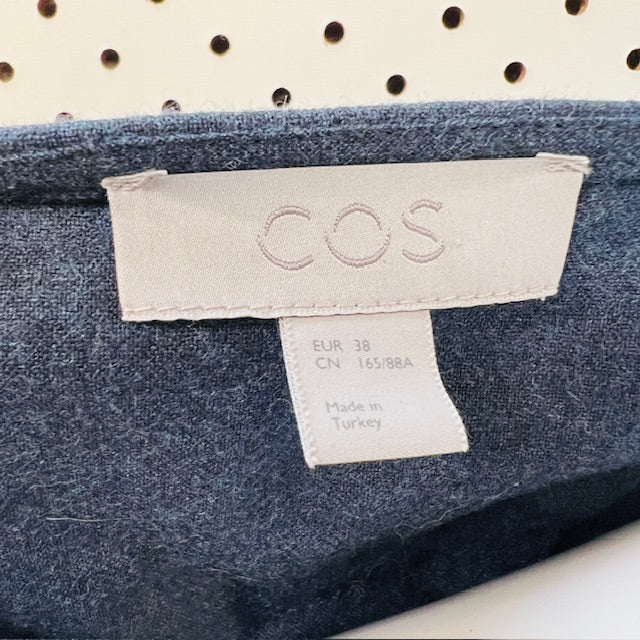 COS
EUR 38
CN 165/88A
Made in
Turkey